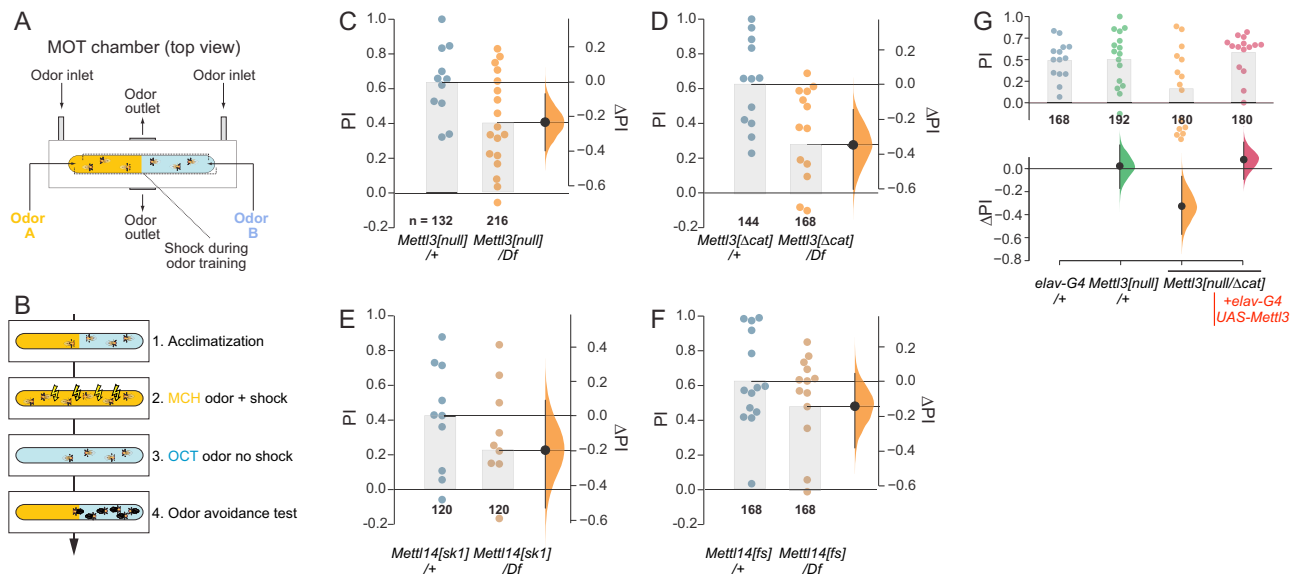 A
MOT chamber (top view)
Odor inlet
Odor inlet
Odor
outlet
Odor
A
Odor
outlet
Odor
B
Shock during
odor training
B
1. Acclimatization
2. MCH odor + shock
3. OCT odor no shock
4. Odor avoidance test
C
PI
1.0
0.8
0.6
0.4
0.2
0.0
-0.2
ΔPI
0.2
0.0
−0.2
−0.4
−0.6
n = 132
216
Mettl3[null]
/+
Mettl3[null]
/Df
D
PI
1.0
0.8
0.6
0.4
0.2
0.0
-0.2
ΔPI
0.2
0.0
−0.2
−0.4
−0.6
144
168
Mettl3[Δcat]
/+
Mettl3[Δcat]
/Df
E
PI
1.0
0.8
0.6
0.4
0.2
0.0
-0.2
ΔPI
0.4
0.2
0.0
−0.2
−0.4
−0.6
120
120
Mettl14[sk1]
/+
Mettl14[sk1]
/Df
F
PI
1.0
0.8
0.6
0.4
0.2
0.0
-0.2
ΔPI
0.2
0.0
−0.2
−0.4
−0.6
168
168
Mettl14[fs]
/+
Mettl14[fs]
/Df
G
PI
1.0
0.5
0.5
0.0
168
192
180
180
ΔPI
0
−0.2
−0.4
−0.6
−0.8
elav-G4
/+
Mettl3[null]
/+
Mettl3[null/Δcat]
+elav-G4
UAS-Mettl3